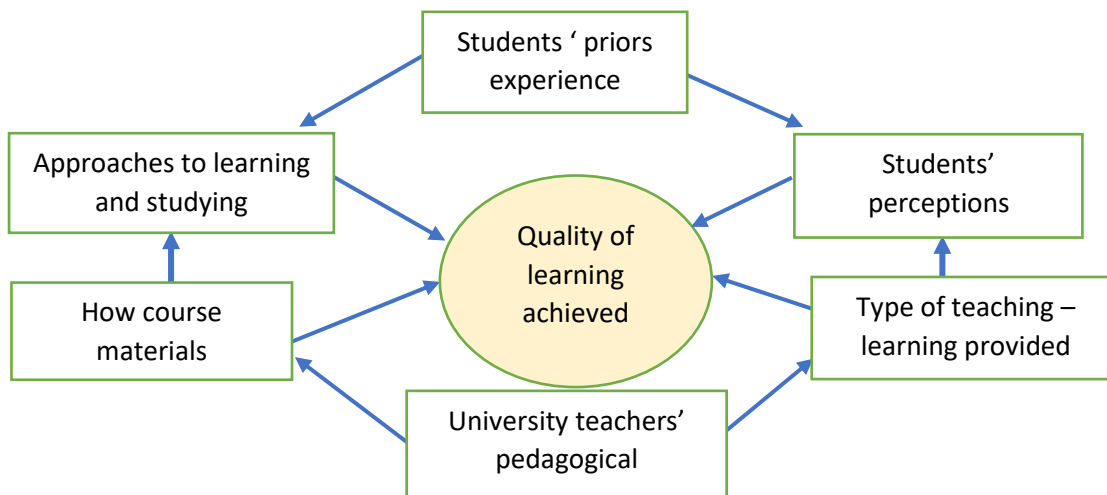 Students ‘ priors
experience
Approaches to learning
and studying
Students’
perceptions
Quality of
learning
achieved
How course
materials
Type of teaching –
learning provided
University teachers’
pedagogical